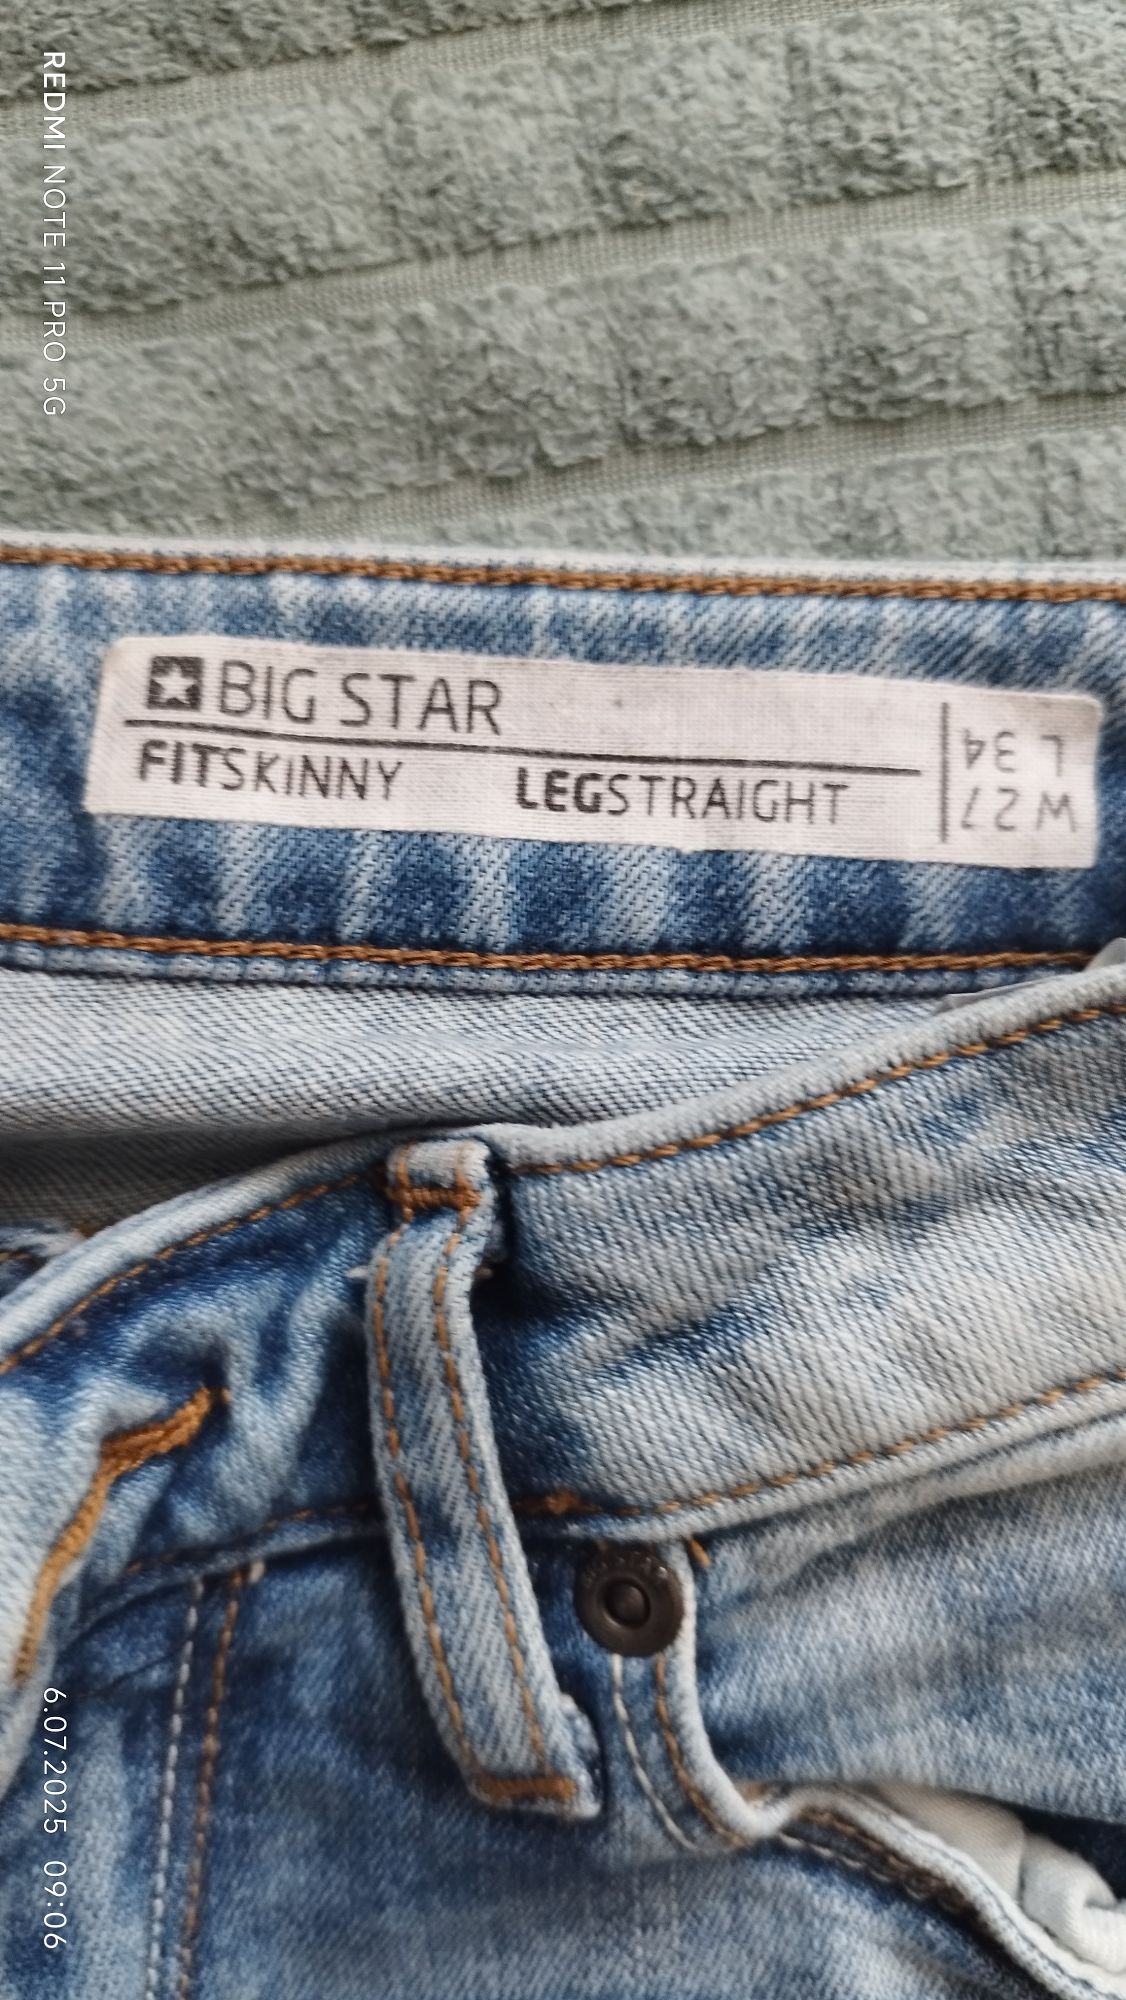 REDMI NOTE 11 PRO 5G
BIG STAR
FITSKINNY LEGSTRAIGHT
W 27
L 34
6.07.2025 09:06